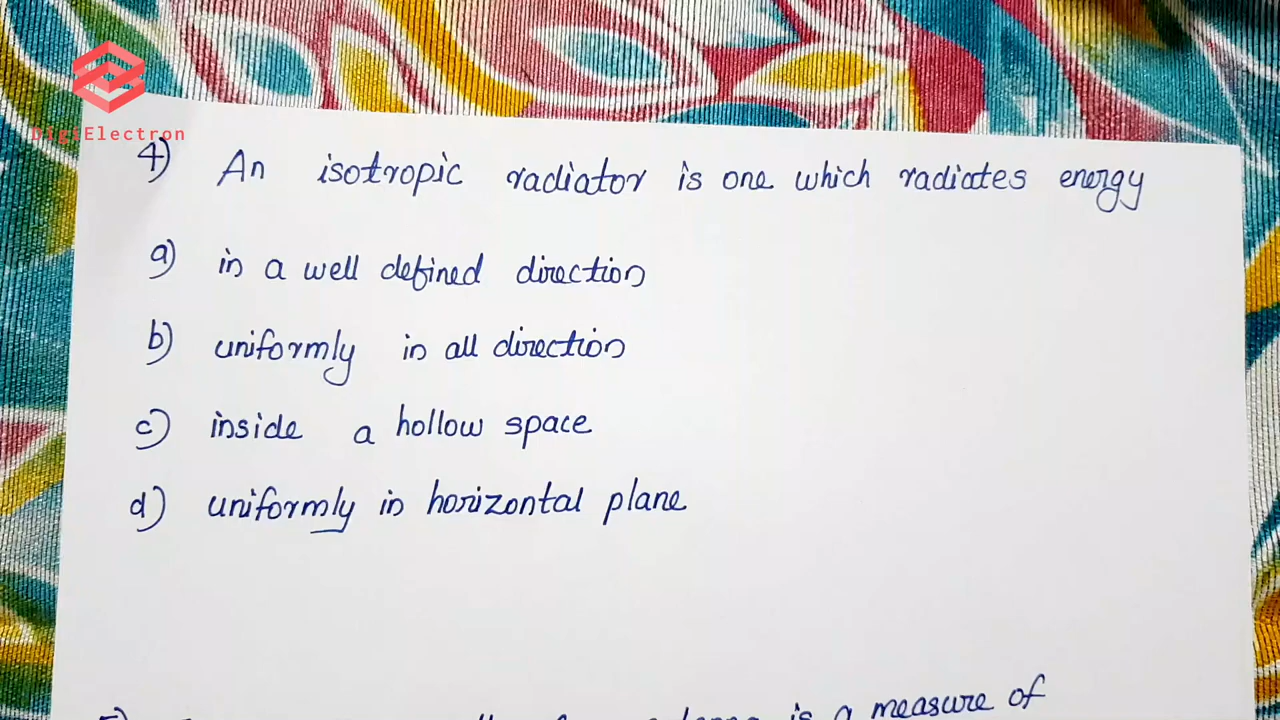 DigiElectron
4) An isotropic radiator is one which radiates energy
a) in a well defined direction
b) uniformly in all direction
c) inside a hollow space
d) uniformly in horizontal plane
5) is a measure of